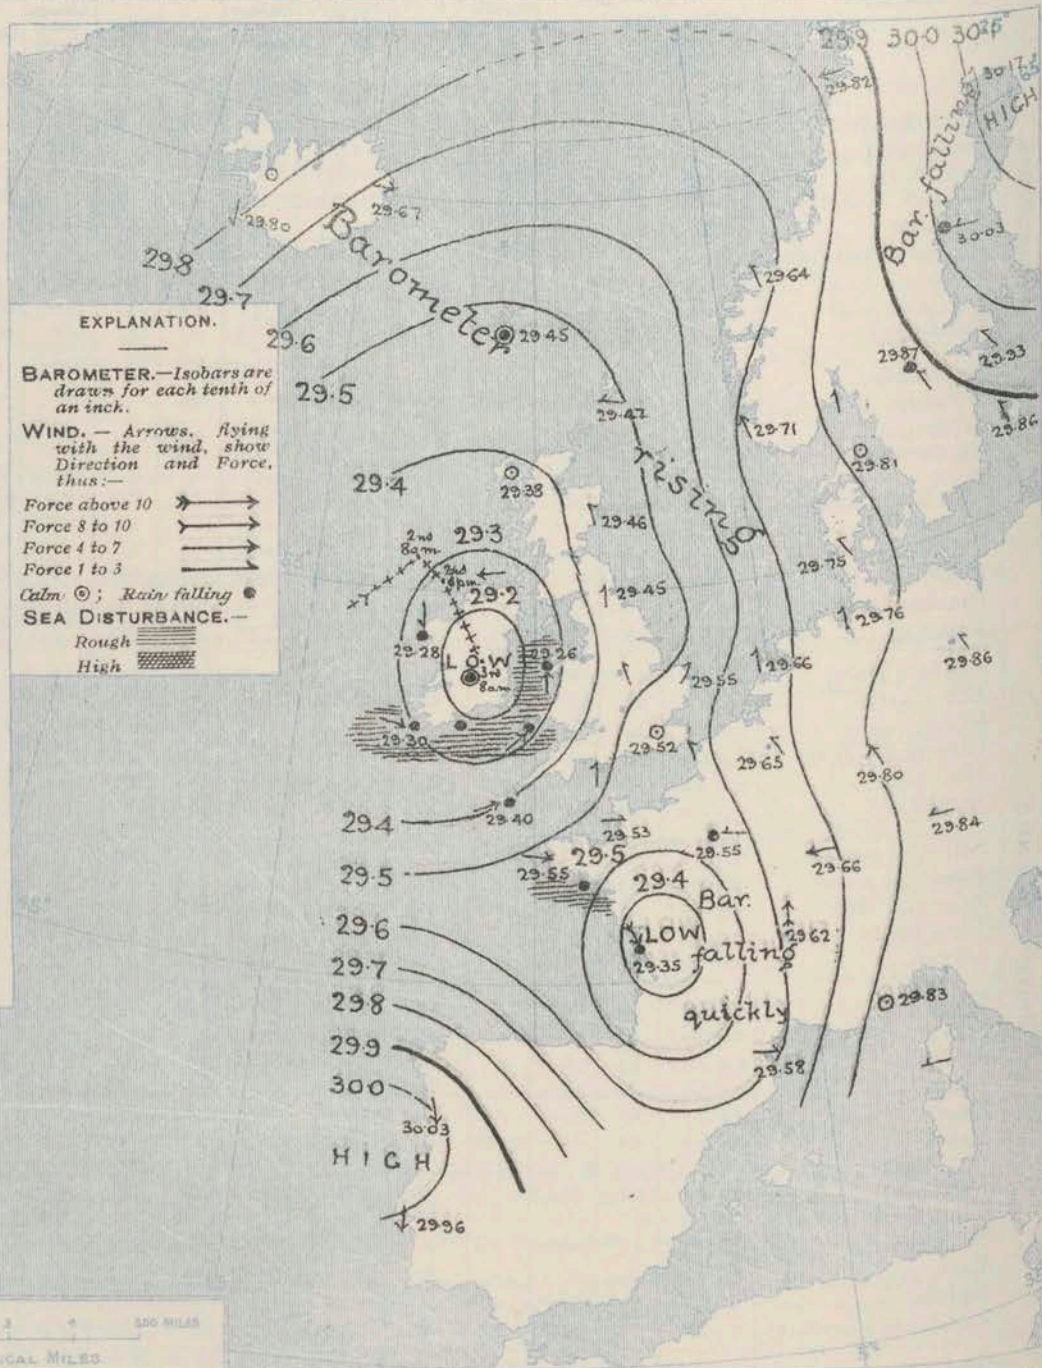 29.9 30.0 30.25
29.82
30.17
HIGH
Bar. falling
30.03
29.80
29.67
Barometer
rising
29.8
29.7
29.6
29.5
29.64
29.45
29.87
29.93
29.86
29.47
29.71
29.81
EXPLANATION.
BAROMETER.—Isobars are
drawn for each tenth of
an inch.
WIND. — Arrows, flying
with the wind, show
Direction and Force,
thus:—
Force above 10
Force 8 to 10
Force 4 to 7
Force 1 to 3
Calm ; Rain falling
SEA DISTURBANCE.—
Rough
High
29.4
29.38
29.46
29.3
2nd
8am.
2nd
6pm.
29.2
29.45
29.75
29.76
29.28
29.26
LOW
3rd
8am
29.55
29.66
29.86
29.30
29.52
29.65
29.80
29.4
29.40
29.53
29.55
29.84
29.5
29.55
29.5
29.66
29.4
Bar.
falling
quickly
LOW
29.35
29.62
29.6
29.7
29.8
29.83
29.9
29.58
30.0
30.03
HIGH
29.96
500 MILES
ICAL MILES
5°